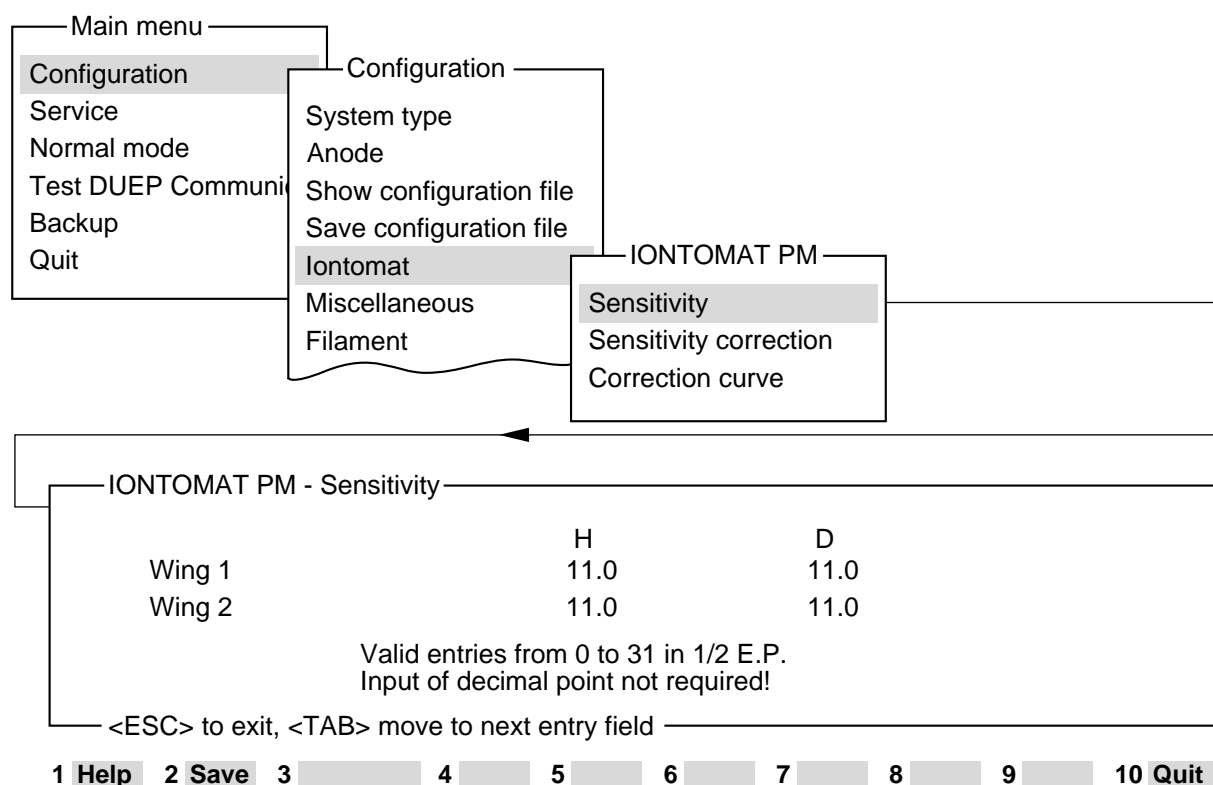 Main menu
Configuration
Service
Normal mode
Test DUEP Communi
Backup
Quit
Configuration
System type
Anode
Show configuration file
Save configuration file
Iontomat
Miscellaneous
Filament
IONTOMAT PM
Sensitivity
Sensitivity correction
Correction curve
IONTOMAT PM - Sensitivity
H D
Wing 1 11.0 11.0
Wing 2 11.0 11.0
Valid entries from 0 to 31 in 1/2 E.P.
Input of decimal point not required!
<ESC> to exit, <TAB> move to next entry field
1 Help 2 Save 3 4 5 6 7 8 9 10 Quit